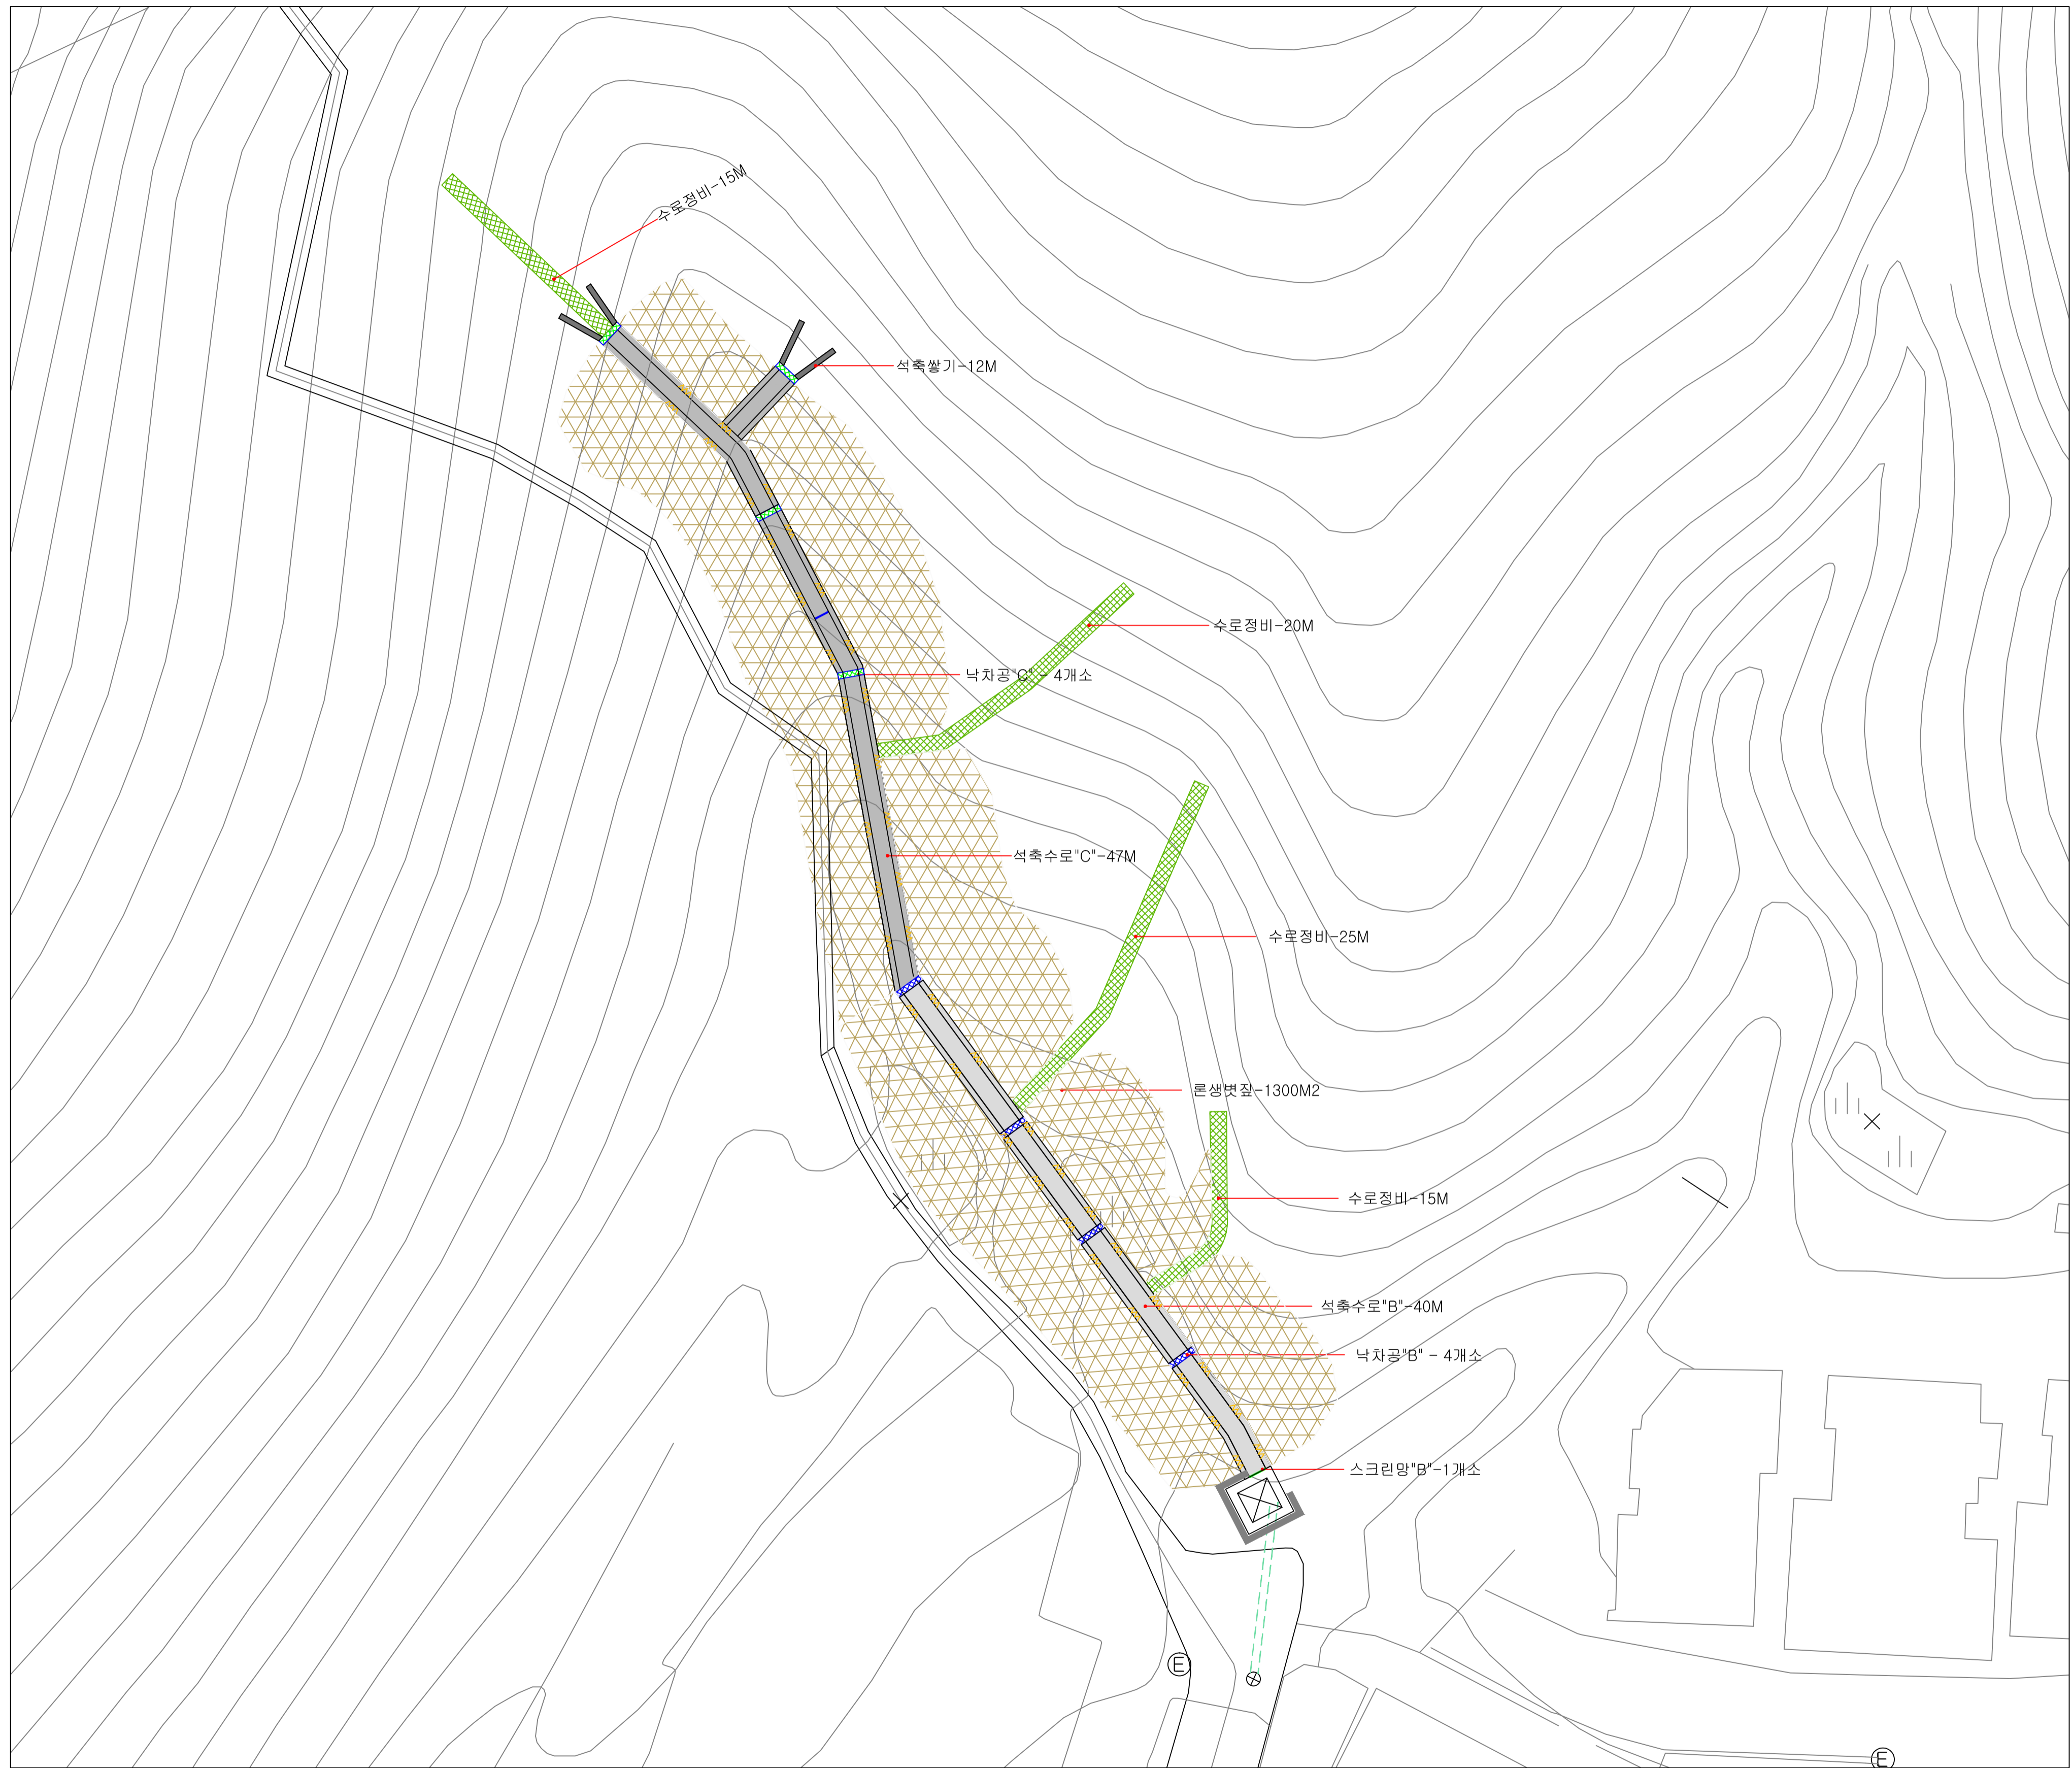 수로정비-15M
석축쌓기-12M
수로정비-20M
낙차공"C" - 4개소
석축수로"C"-47M
수로정비-25M
론생볏짚-1300M2
수로정비-15M
석축수로"B"-40M
낙차공"B" - 4개소
스크린망"B"-1개소
E
E